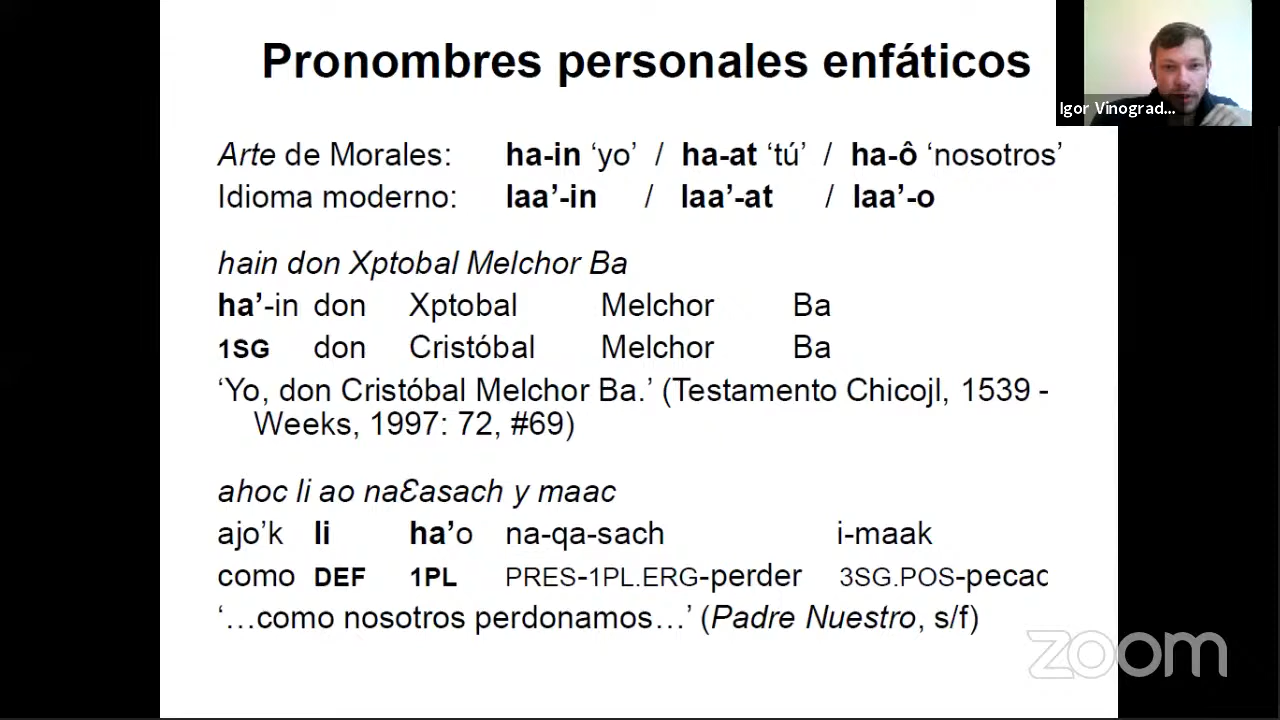 Pronombres personales enfáticos
Igor Vinograd...
Arte de Morales: ha-in ‘yo’ / ha-at ‘tú’ / ha-ô ‘nosotros’
Idioma moderno: laa’-in / laa’-at / laa’-o
hain don Xptobal Melchor Ba
ha’-in don Xptobal Melchor Ba
1SG don Cristóbal Melchor Ba
‘Yo, don Cristóbal Melchor Ba.’ (Testamento Chicojl, 1539 -
Weeks, 1997: 72, #69)
ahoc li ao naƐasach y maac
ajo’k li ha’o na-qa-sach i-maak
como DEF 1PL PRES-1PL.ERG-perder 3SG.POS-pecac
‘…como nosotros perdonamos…’ (Padre Nuestro, s/f)
zoom